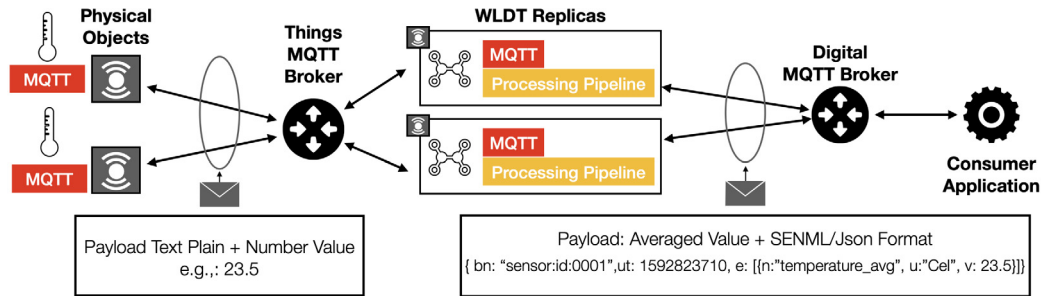 Physical
Objects
MQTT
MQTT
Things
MQTT
Broker
WLDT Replicas
MQTT
Processing Pipeline
MQTT
Processing Pipeline
Digital
MQTT Broker
Consumer
Application
Payload Text Plain + Number Value
e.g.,: 23.5
Payload: Averaged Value + SENML/Json Format
{ bn: “sensor:id:0001”,ut: 1592823710, e: [{n:”temperature_avg”, u:”Cel”, v: 23.5}]}